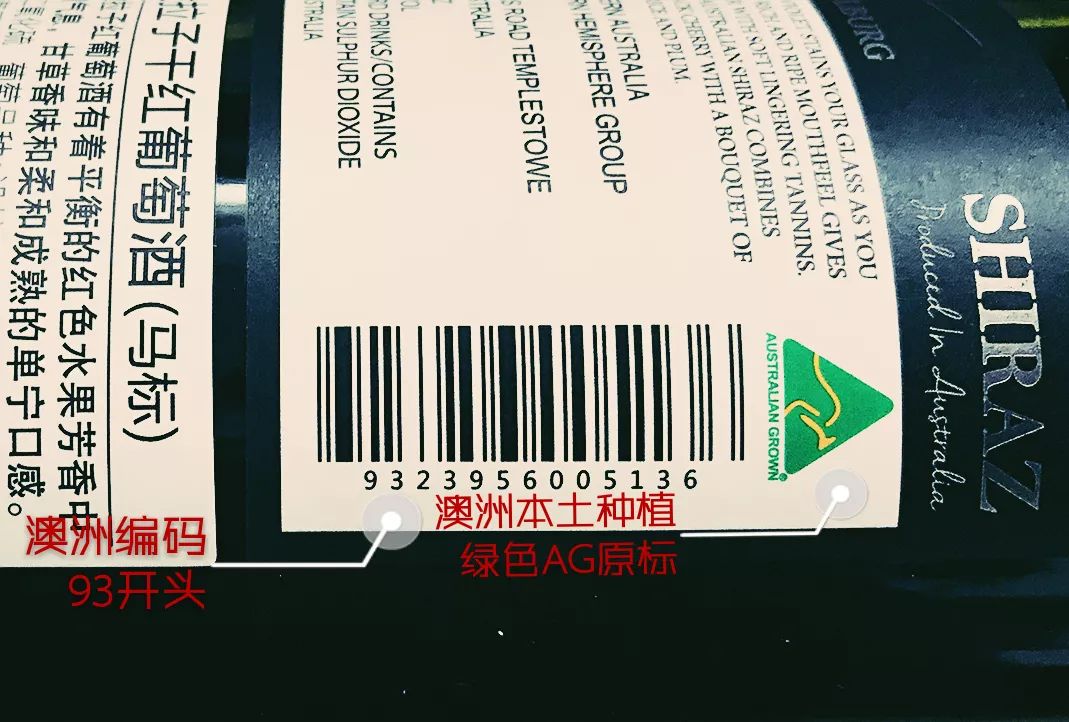 SHIRAZ
Produced In Australia
STAINS YOUR GLASS AS YOU
AND RIPE MOUTHFEEL GIVES
WITH SOFT LINGERING TANNINS.
AUSTRALIAN SHIRAZ COMBINES
CHERRY WITH A BOUQUET OF
AND PLUM.
AUSTRALIA
HEMISPHERE GROUP
ROAD TEMPLESTOWE
DRINKS/CONTAINS
SULPHUR DIOXIDE
AUSTRALIAN GROWN®
9323956005136
干红葡萄酒(马标)
红葡萄酒有着平衡的红色水果芳香中
甘草香味和柔和成熟的单宁口感。
澳洲编码
93开头
澳洲本土种植
绿色AG原标